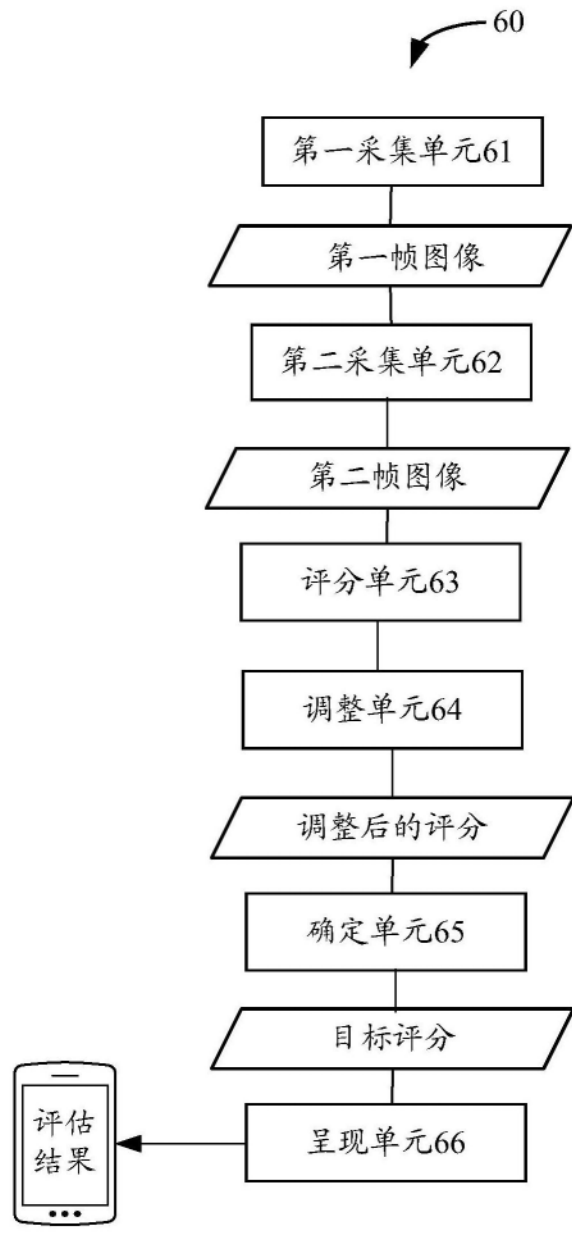 60
第一采集单元61
第一帧图像
第二采集单元62
第二帧图像
评分单元63
调整单元64
调整后的评分
确定单元65
目标评分
呈现单元66
评估
结果